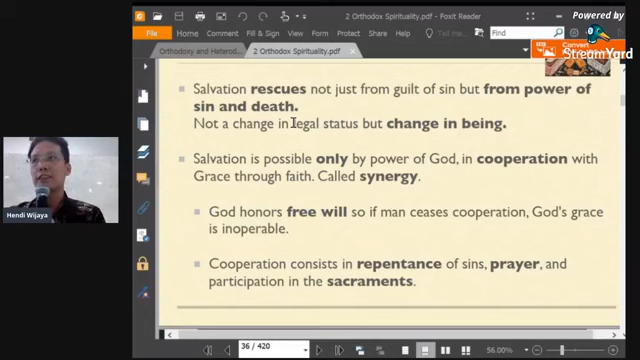 2 Orthodox Spirituality.pdf - Foxit Reader
Powered by
StreamYard
File
Home
Comment
View
Form
Protect
Share
Help
Find
Convert
Orthodoxy and Heterod...
2 Orthodox Spirituality.pdf
Salvation rescues not just from guilt of sin but from power of
sin and death.
Not a change in legal status but change in being.
Salvation is possible only by power of God, in cooperation with
Grace through faith. Called synergy.
God honors free will so if man ceases cooperation, God's grace
is inoperable.
Cooperation consists in repentance of sins, prayer, and
participation in the sacraments.
Hendi Wijaya
36 / 420
56.00%